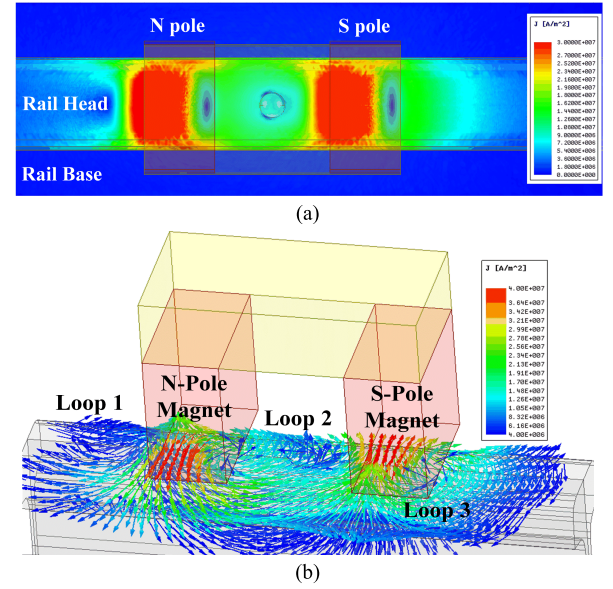 N pole
S pole
J [A/m^2]
3.0000E+007
2.7000E+007
2.5200E+007
2.3400E+007
2.1600E+007
1.9800E+007
1.8000E+007
1.6200E+007
1.4400E+007
1.2600E+007
1.0800E+007
9.0000E+006
7.2000E+006
5.4000E+006
3.6000E+006
1.8000E+006
0.0000E+000
Rail Head
Rail Base
(a)
J [A/m^2]
4.00E+007
3.64E+007
3.42E+007
3.21E+007
2.99E+007
2.78E+007
2.56E+007
2.34E+007
2.13E+007
1.91E+007
1.70E+007
1.48E+007
1.26E+007
1.05E+007
8.32E+006
6.16E+006
4.00E+006
N-Pole
Magnet
S-Pole
Magnet
Loop 1
Loop 2
Loop 3
(b)